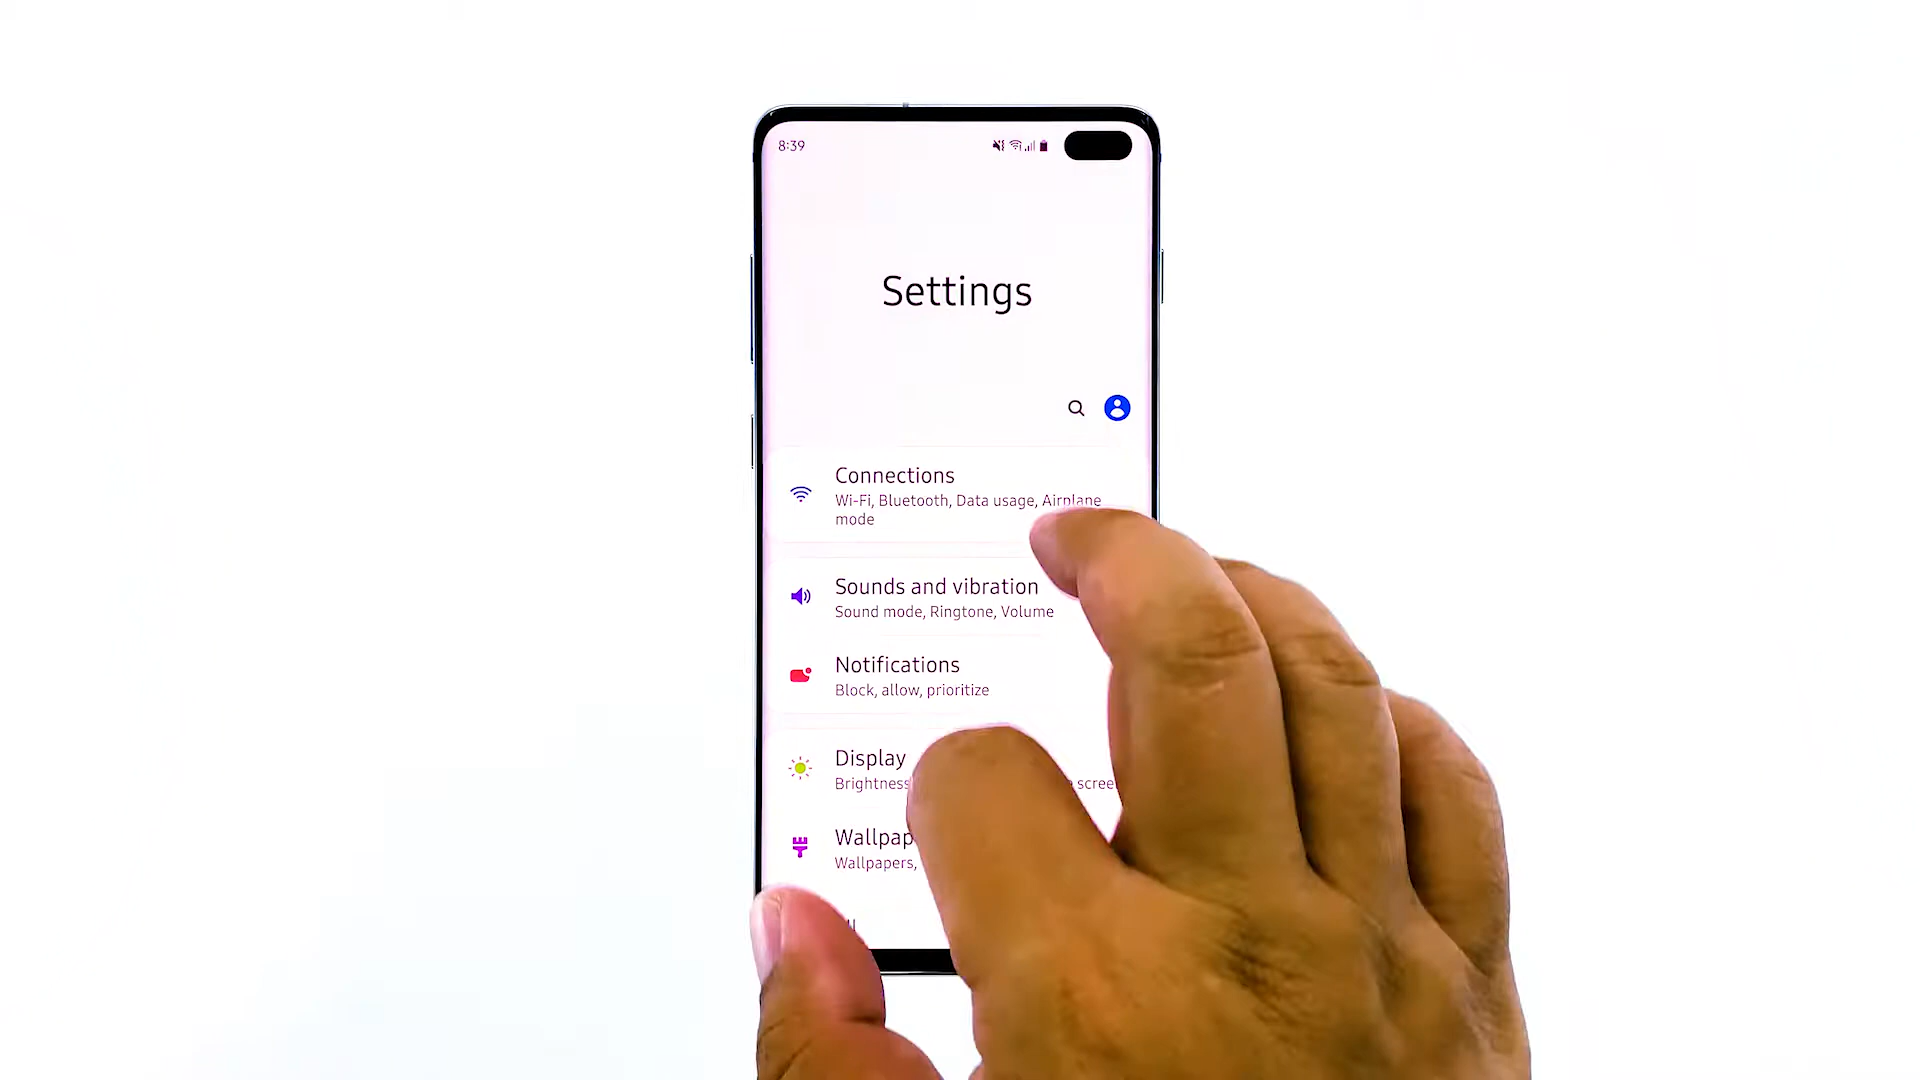 8:39
Settings
Connections
Wi-Fi, Bluetooth, Data usage, Airplane
mode
Sounds and vibration
Sound mode, Ringtone, Volume
Notifications
Block, allow, prioritize
Display
Brightness
Wallpapers,